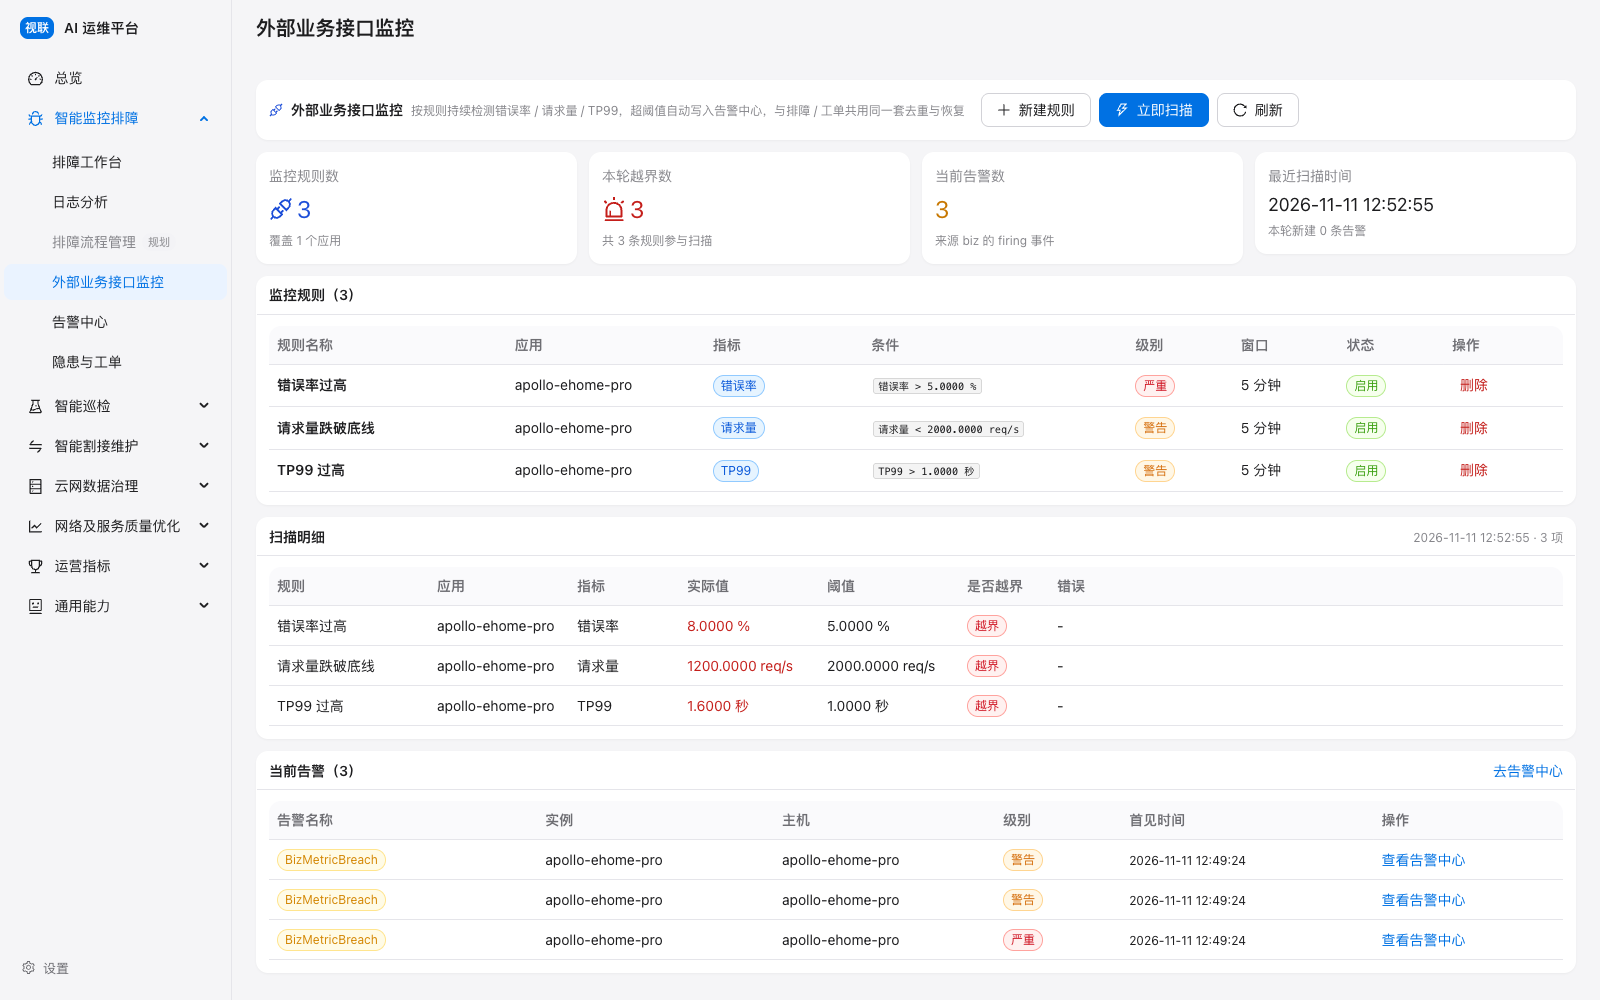 视联 AI 运维平台
总览
智能监控排障
排障工作台
日志分析
排障流程管理 规划
外部业务接口监控
告警中心
隐患与工单
智能巡检
智能割接维护
云网数据治理
网络及服务质量优化
运营指标
通用能力
设置
外部业务接口监控
外部业务接口监控 按规则持续检测错误率 / 请求量 / TP99，超阈值自动写入告警中心，与排障 / 工单共用同一套去重与恢复 新建规则 立即扫描 刷新
监控规则数
3
覆盖 1 个应用
本轮越界数
3
共 3 条规则参与扫描
当前告警数
3
来源 biz 的 firing 事件
最近扫描时间
2026-11-11 12:52:55
本轮新建 0 条告警
监控规则（3）
规则名称 应用 指标 条件 级别 窗口 状态 操作
错误率过高 apollo-ehome-pro 错误率 错误率 > 5.0000 % 严重 5 分钟 启用 删除
请求量跌破底线 apollo-ehome-pro 请求量 请求量 < 2000.0000 req/s 警告 5 分钟 启用 删除
TP99 过高 apollo-ehome-pro TP99 TP99 > 1.0000 秒 警告 5 分钟 启用 删除
扫描明细 2026-11-11 12:52:55 · 3 项
规则 应用 指标 实际值 阈值 是否越界 错误
错误率过高 apollo-ehome-pro 错误率 8.0000 % 5.0000 % 越界 -
请求量跌破底线 apollo-ehome-pro 请求量 1200.0000 req/s 2000.0000 req/s 越界 -
TP99 过高 apollo-ehome-pro TP99 1.6000 秒 1.0000 秒 越界 -
当前告警（3） 去告警中心
告警名称 实例 主机 级别 首见时间 操作
BizMetricBreach apollo-ehome-pro apollo-ehome-pro 警告 2026-11-11 12:49:24 查看告警中心
BizMetricBreach apollo-ehome-pro apollo-ehome-pro 警告 2026-11-11 12:49:24 查看告警中心
BizMetricBreach apollo-ehome-pro apollo-ehome-pro 严重 2026-11-11 12:49:24 查看告警中心